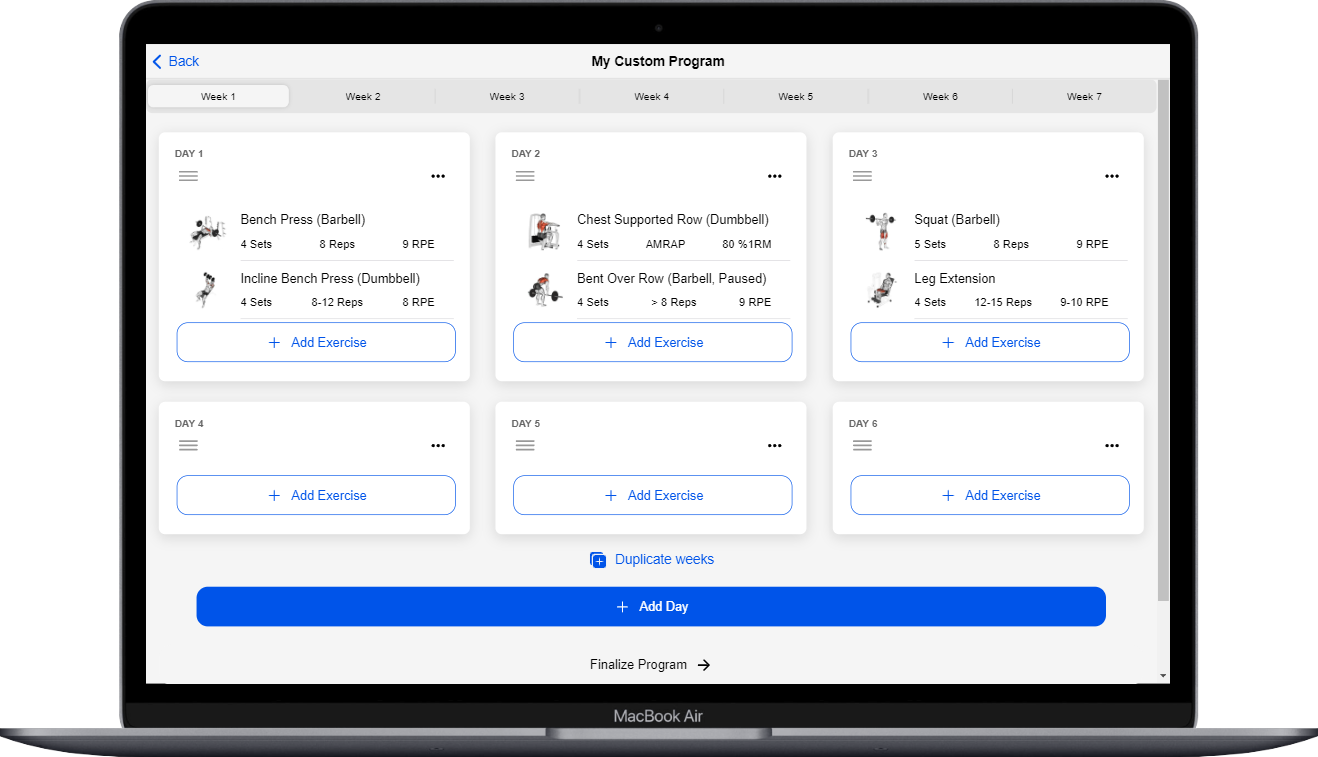 Back
My Custom Program
Week 1 Week 2 Week 3 Week 4 Week 5 Week 6 Week 7
DAY 1
Bench Press (Barbell)
4 Sets 8 Reps 9 RPE
Incline Bench Press (Dumbbell)
4 Sets 8-12 Reps 8 RPE
+ Add Exercise
DAY 2
Chest Supported Row (Dumbbell)
4 Sets AMRAP 80 %1RM
Bent Over Row (Barbell, Paused)
4 Sets > 8 Reps 9 RPE
+ Add Exercise
DAY 3
Squat (Barbell)
5 Sets 8 Reps 9 RPE
Leg Extension
4 Sets 12-15 Reps 9-10 RPE
+ Add Exercise
DAY 4
+ Add Exercise
DAY 5
+ Add Exercise
DAY 6
+ Add Exercise
Duplicate weeks
+ Add Day
Finalize Program →
MacBook Air